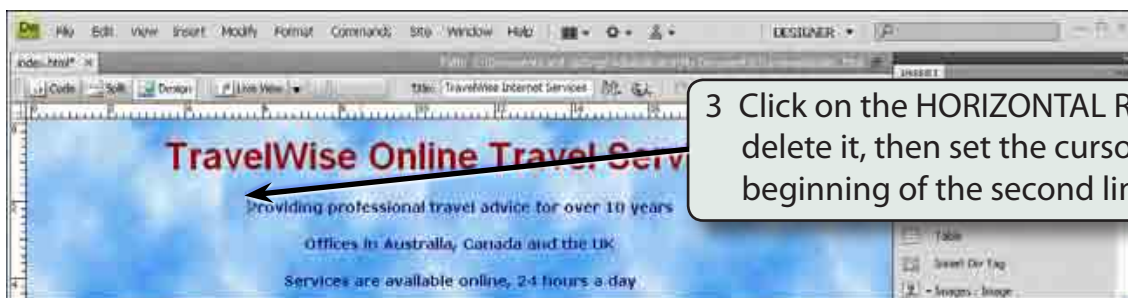 Dw File Edit View Insert Modify Format Commands Site Window Help DESIGNER
index.html*
INSERT
Code Split Design Live View Title: TravelWise Internet Services
TravelWise Online Travel Serv
Providing professional travel advice for over 10 years
Offices in Australia, Canada and the UK
Services are available online, 24 hours a day
3 Click on the HORIZONTAL R
delete it, then set the curso
beginning of the second lin
Table
Insert Div Tag
Images : Image